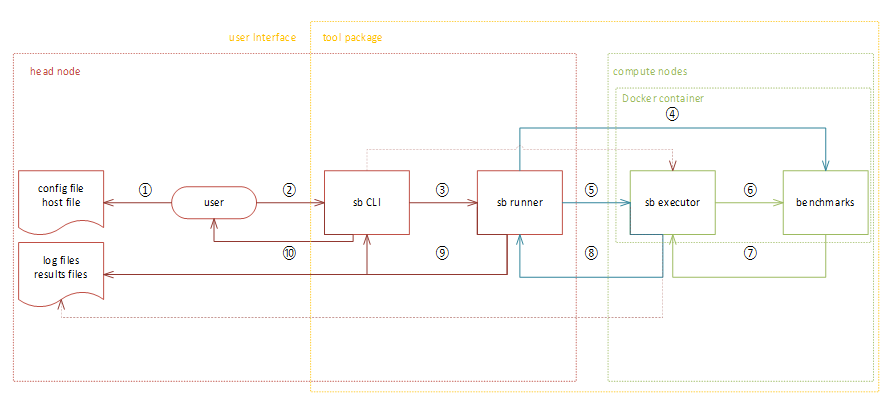 user Interface
tool package
head node
compute nodes
Docker container
④
①
②
③
⑤
⑥
config file
host file
user
sb CLI
sb runner
sb executor
benchmarks
log files
results files
⑩
⑨
⑧
⑦